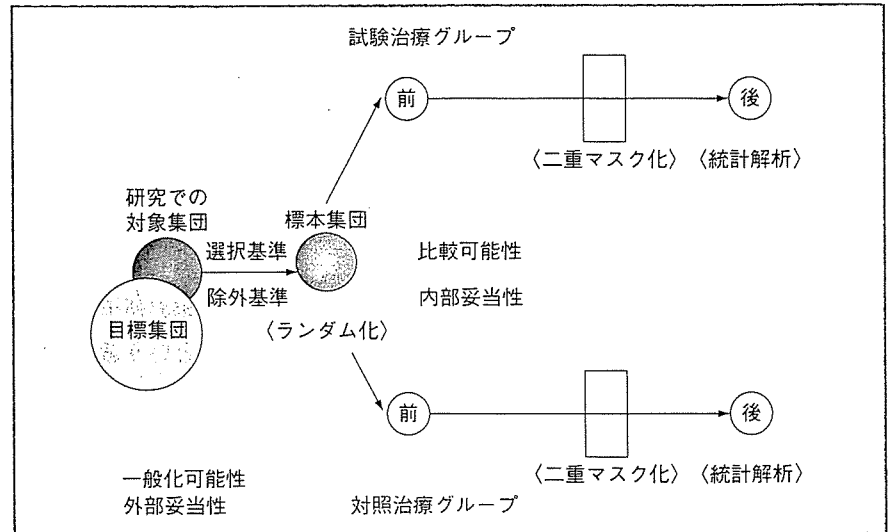 試験治療グループ
前
後
〈二重マスク化〉〈統計解析〉
研究での
対象集団
標本集団
選択基準
除外基準
比較可能性
内部妥当性
目標集団
〈ランダム化〉
前
後
〈二重マスク化〉〈統計解析〉
一般化可能性
外部妥当性
対照治療グループ